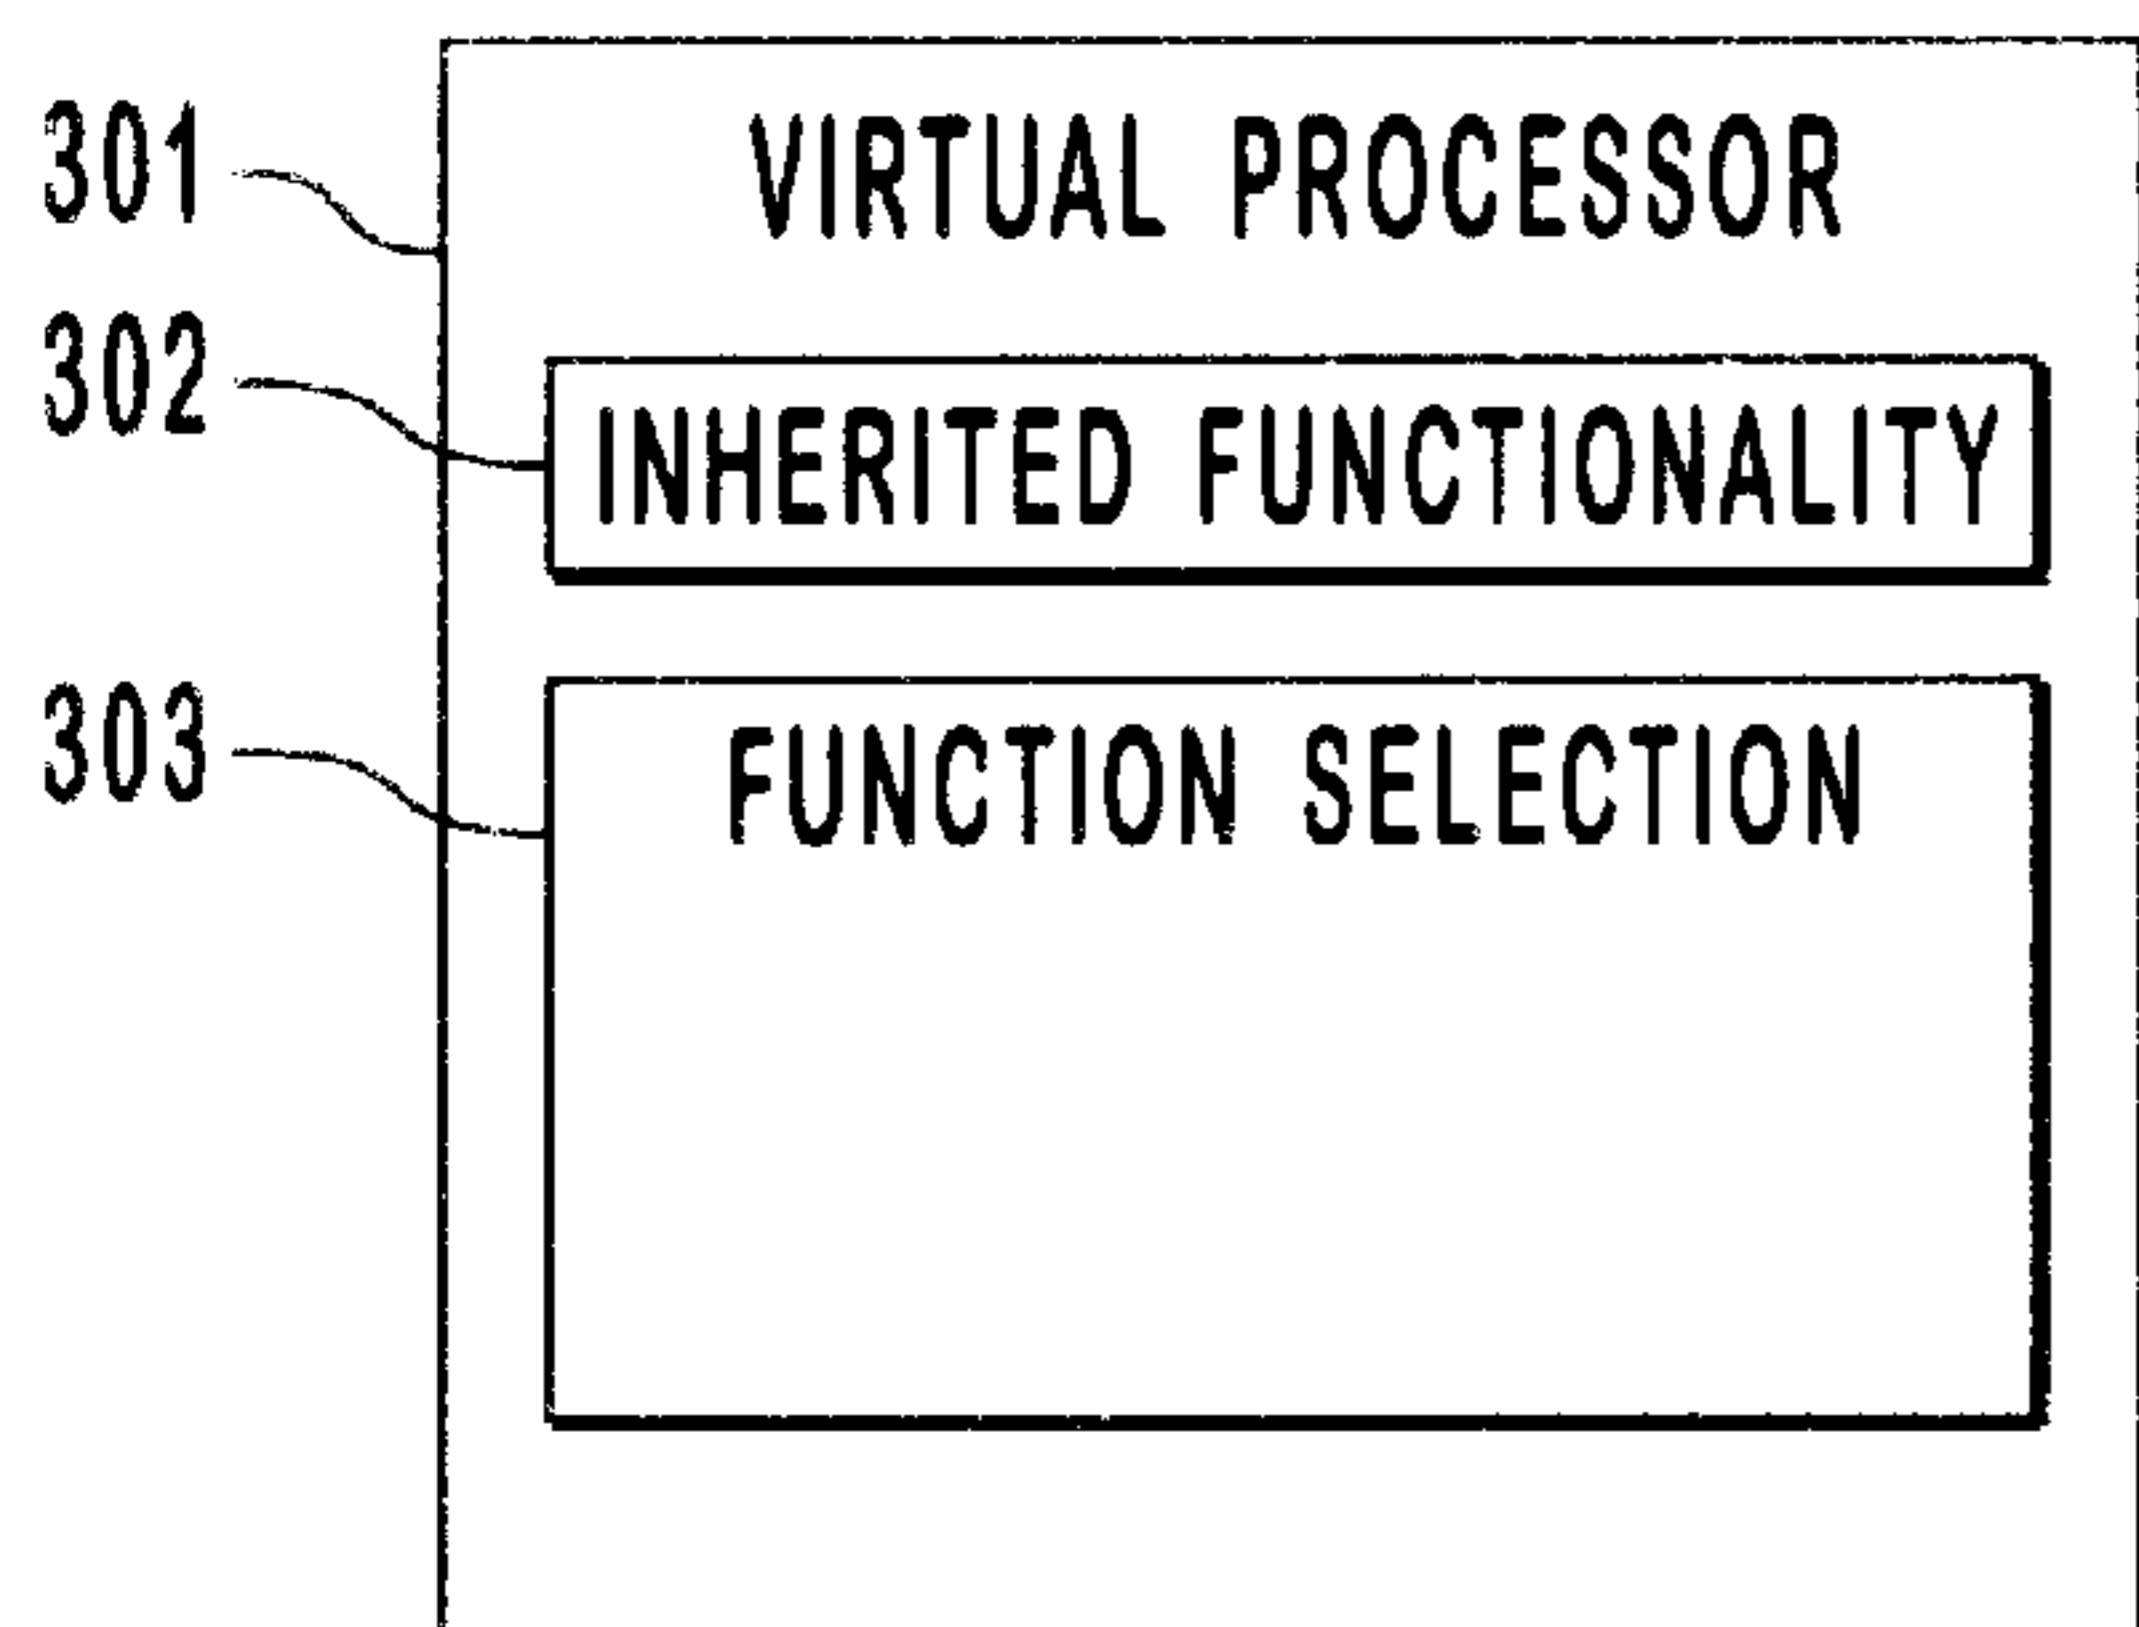 301
VIRTUAL PROCESSOR
302
INHERITED FUNCTIONALITY
303
FUNCTION SELECTION